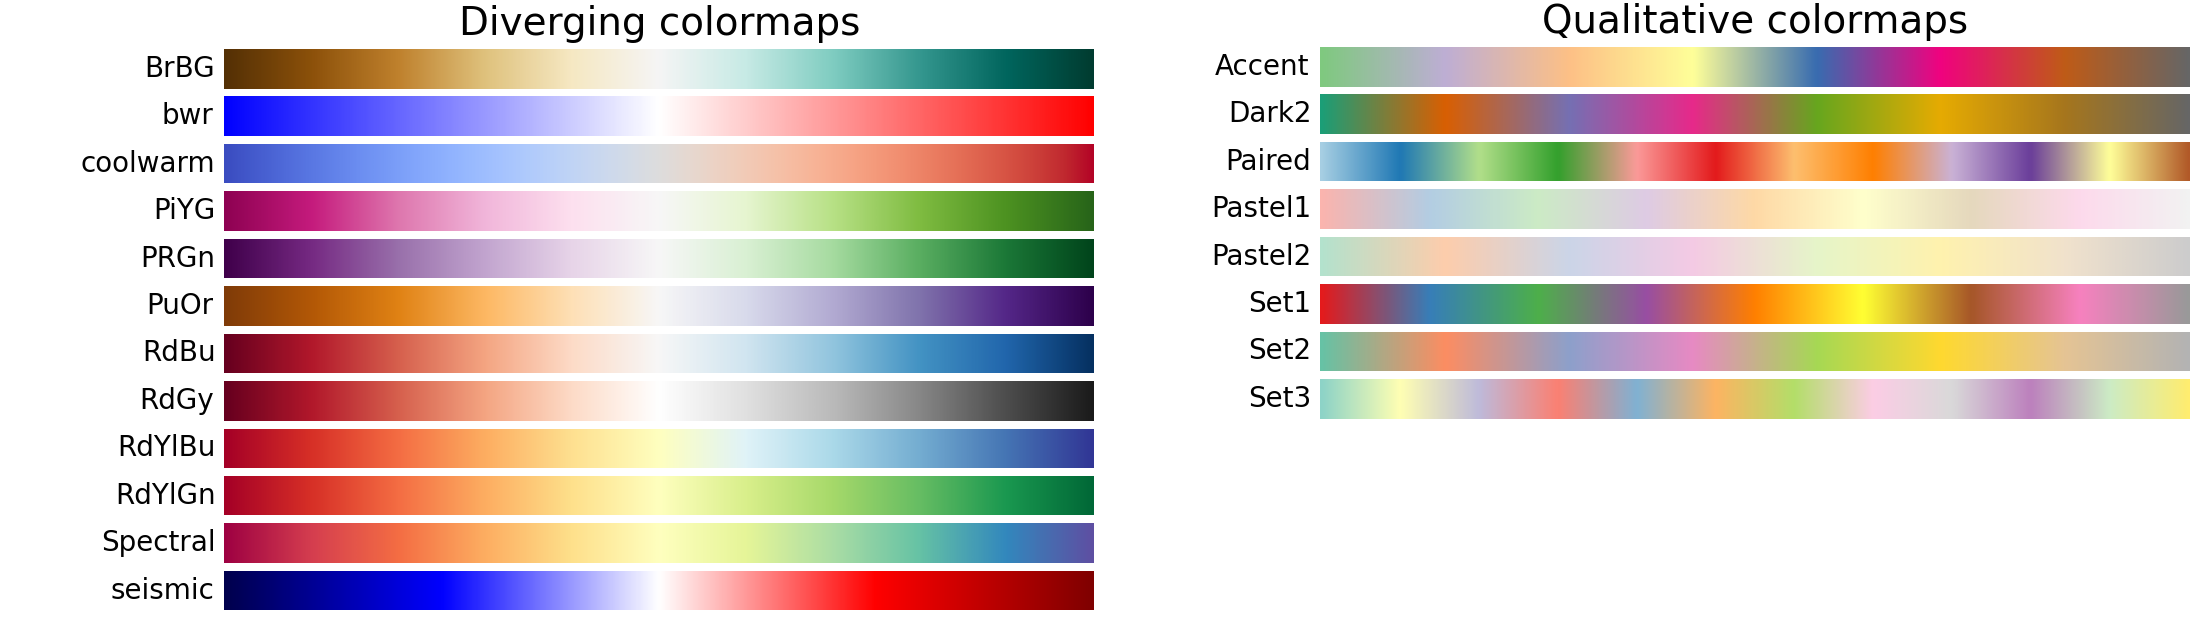 Diverging colormaps
BrBG
bwr
coolwarm
PiYG
PRGn
PuOr
RdBu
RdGy
RdYlBu
RdYlGn
Spectral
seismic
Qualitative colormaps
Accent
Dark2
Paired
Pastel1
Pastel2
Set1
Set2
Set3